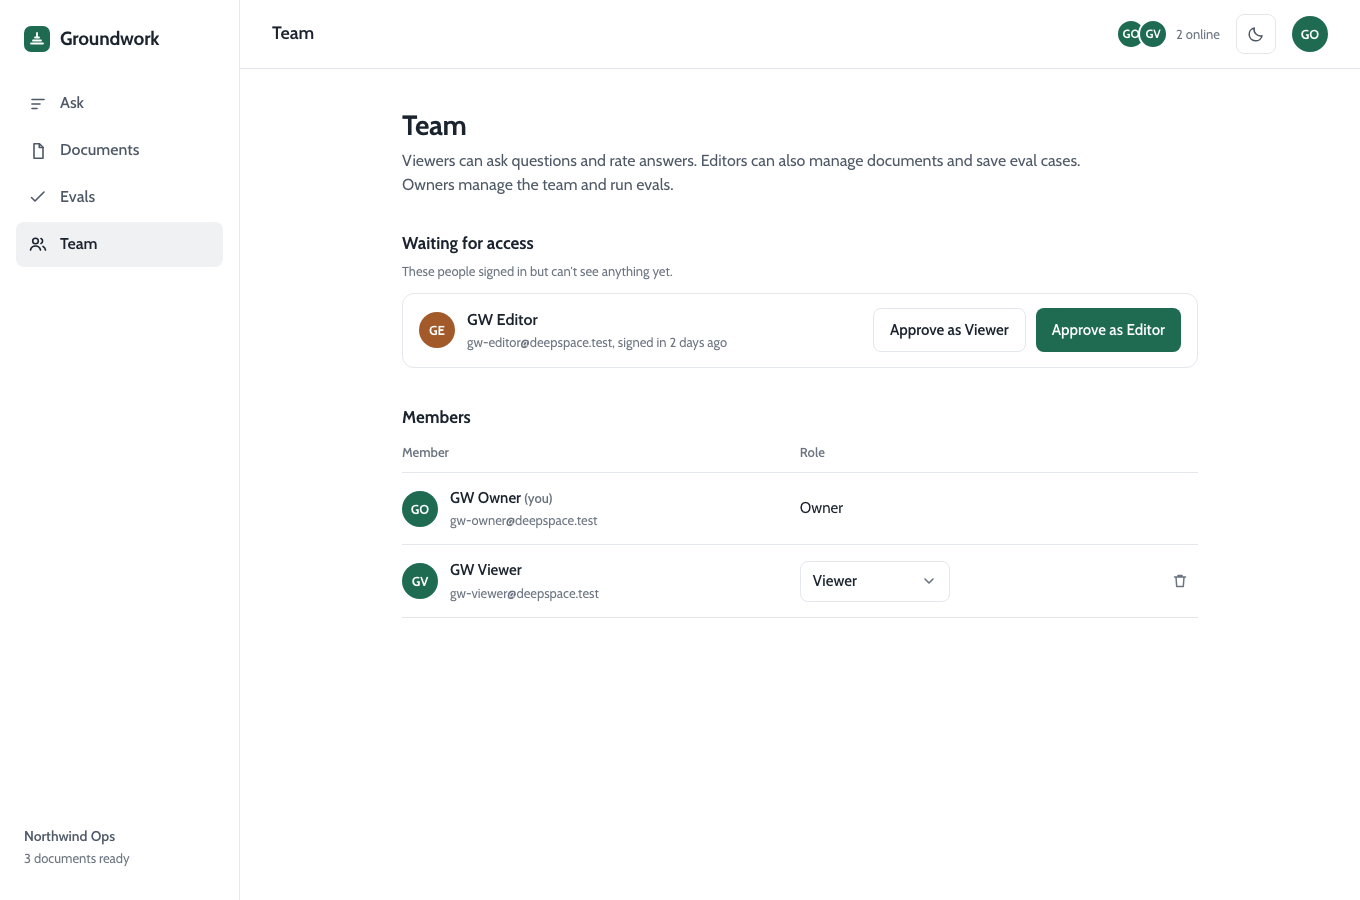 Groundwork
Ask
Documents
Evals
Team
Northwind Ops
3 documents ready
Team
GO GV 2 online
GO
Team
Viewers can ask questions and rate answers. Editors can also manage documents and save eval cases.
Owners manage the team and run evals.
Waiting for access
These people signed in but can't see anything yet.
GE
GW Editor
gw-editor@deepspace.test, signed in 2 days ago
Approve as Viewer
Approve as Editor
Members
Member Role
GO
GW Owner (you)
gw-owner@deepspace.test
Owner
GV
GW Viewer
gw-viewer@deepspace.test
Viewer